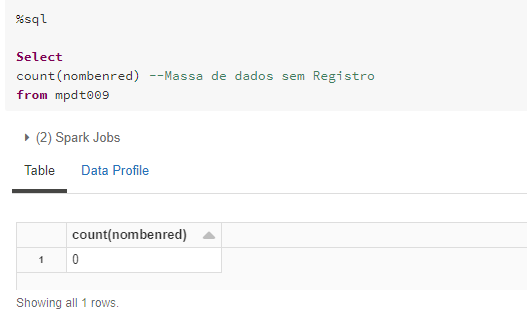 %sql
Select
count(nombenred) --Massa de dados sem Registro
from mpdt009
(2) Spark Jobs
Table Data Profile
count(nombenred)
1 0
Showing all 1 rows.